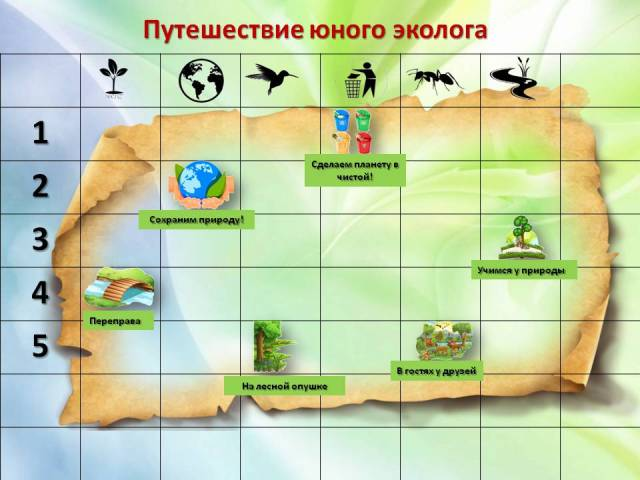 Путешествие юного эколога
1
Сделаем планету в
чистой!
2
Сохраним природу!
3
Учимся у природы
4
Переправа
5
На лесной опушке
В гостях у друзей